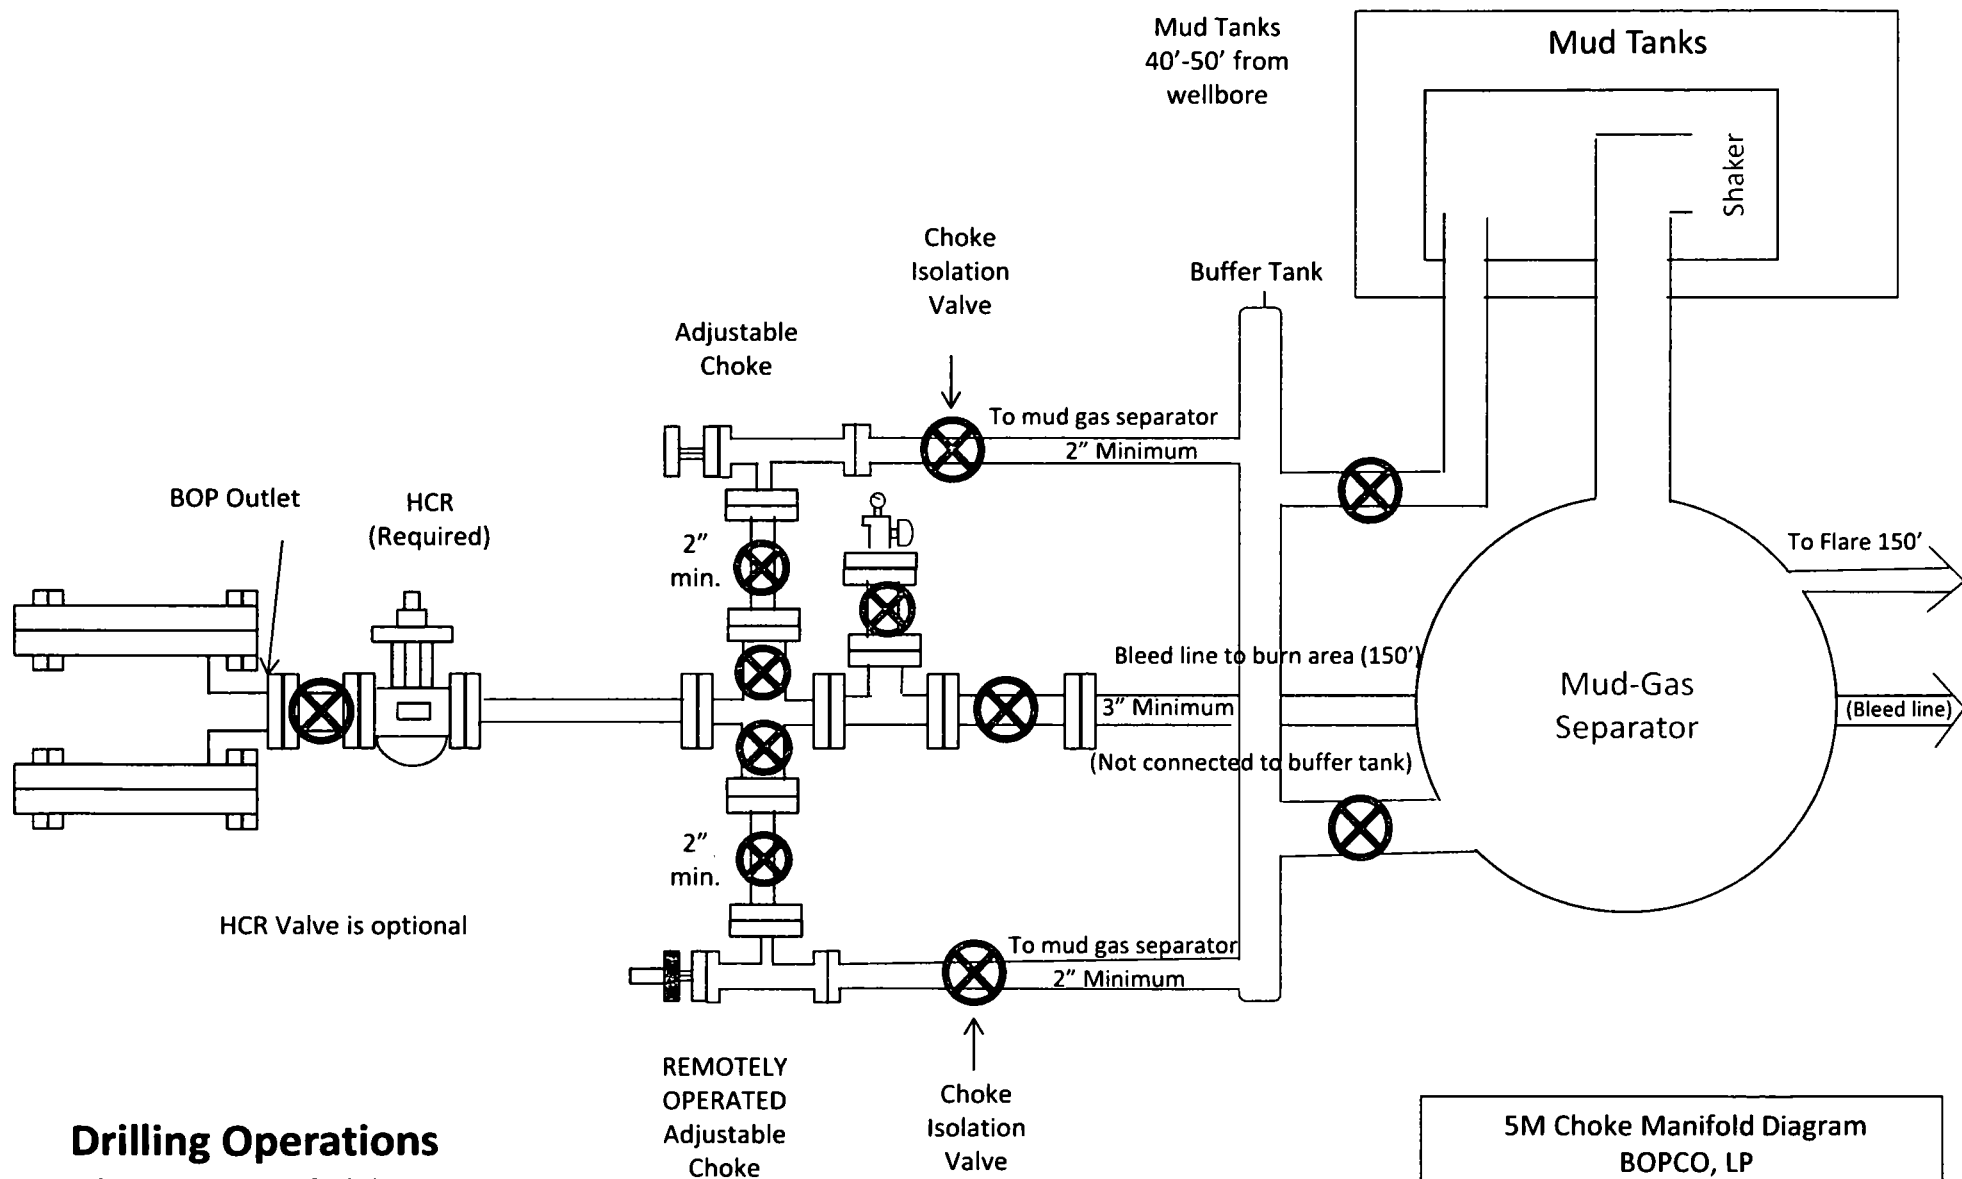 Mud Tanks
40’-50’ from
wellbore
Mud Tanks
Shaker
Choke
Isolation
Valve
Buffer Tank
Adjustable
Choke
To mud gas separator
2” Minimum
BOP Outlet
HCR
(Required)
2”
min.
To Flare 150’
Bleed line to burn area (150’)
3” Minimum
(Not connected to buffer tank)
Mud-Gas
Separator
(Bleed line)
2”
min.
HCR Valve is optional
To mud gas separator
2” Minimum
REMOTELY
OPERATED
Adjustable
Choke
Choke
Isolation
Valve
Drilling Operations
5M Choke Manifold Diagram
BOPCO, LP